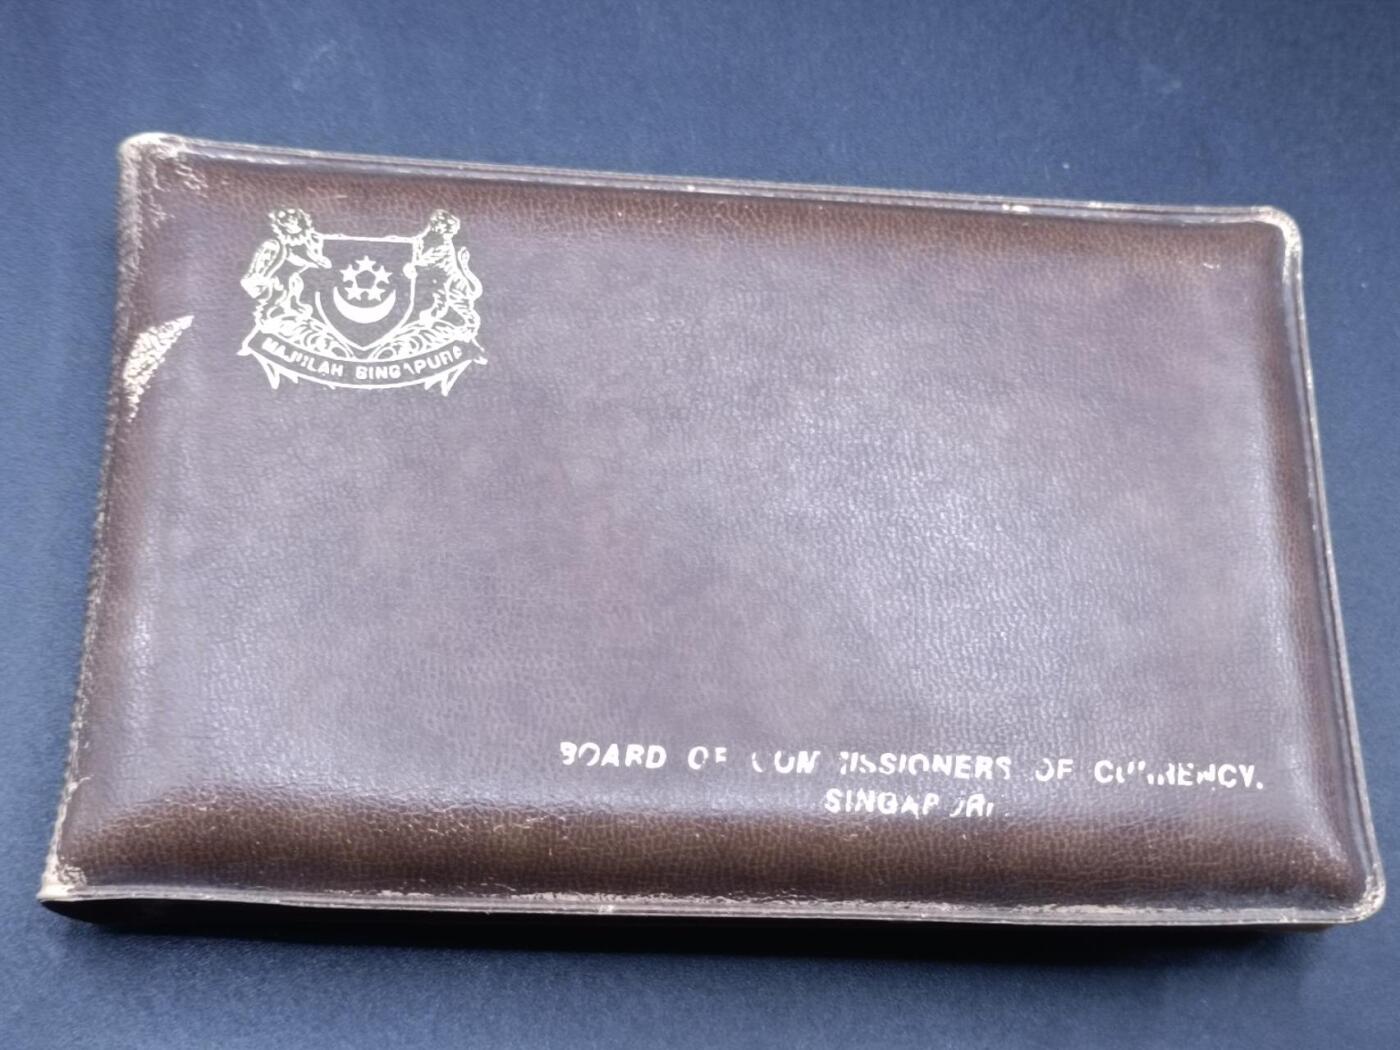 MAJULAH SINGAPURA
BOARD OF COMMISSIONERS OF CURRENCY.
SINGAPORE